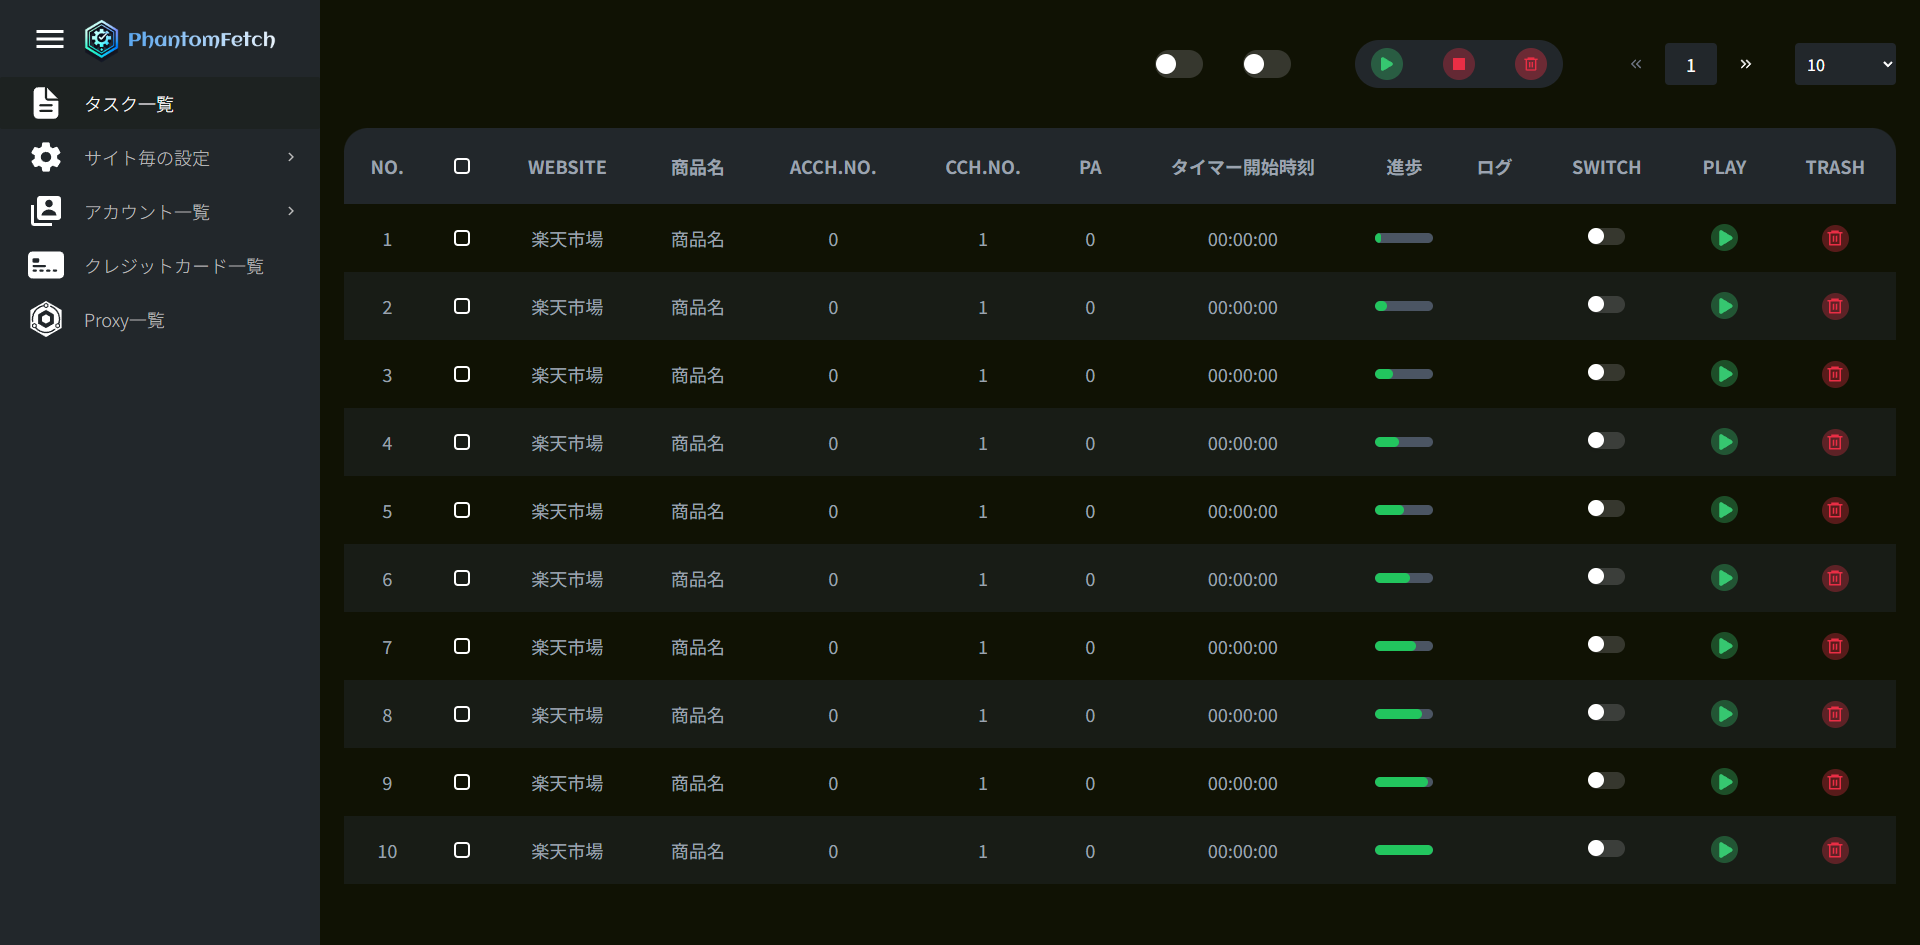 PhantomFetch
タスク一覧
サイト毎の設定
アカウント一覧
クレジットカード一覧
Proxy一覧
« 1 » 10
NO. WEBSITE 商品名 ACCH.NO. CCH.NO. PA タイマー開始時刻 進歩 ログ SWITCH PLAY TRASH
1 楽天市場 商品名 0 1 0 00:00:00
2 楽天市場 商品名 0 1 0 00:00:00
3 楽天市場 商品名 0 1 0 00:00:00
4 楽天市場 商品名 0 1 0 00:00:00
5 楽天市場 商品名 0 1 0 00:00:00
6 楽天市場 商品名 0 1 0 00:00:00
7 楽天市場 商品名 0 1 0 00:00:00
8 楽天市場 商品名 0 1 0 00:00:00
9 楽天市場 商品名 0 1 0 00:00:00
10 楽天市場 商品名 0 1 0 00:00:00